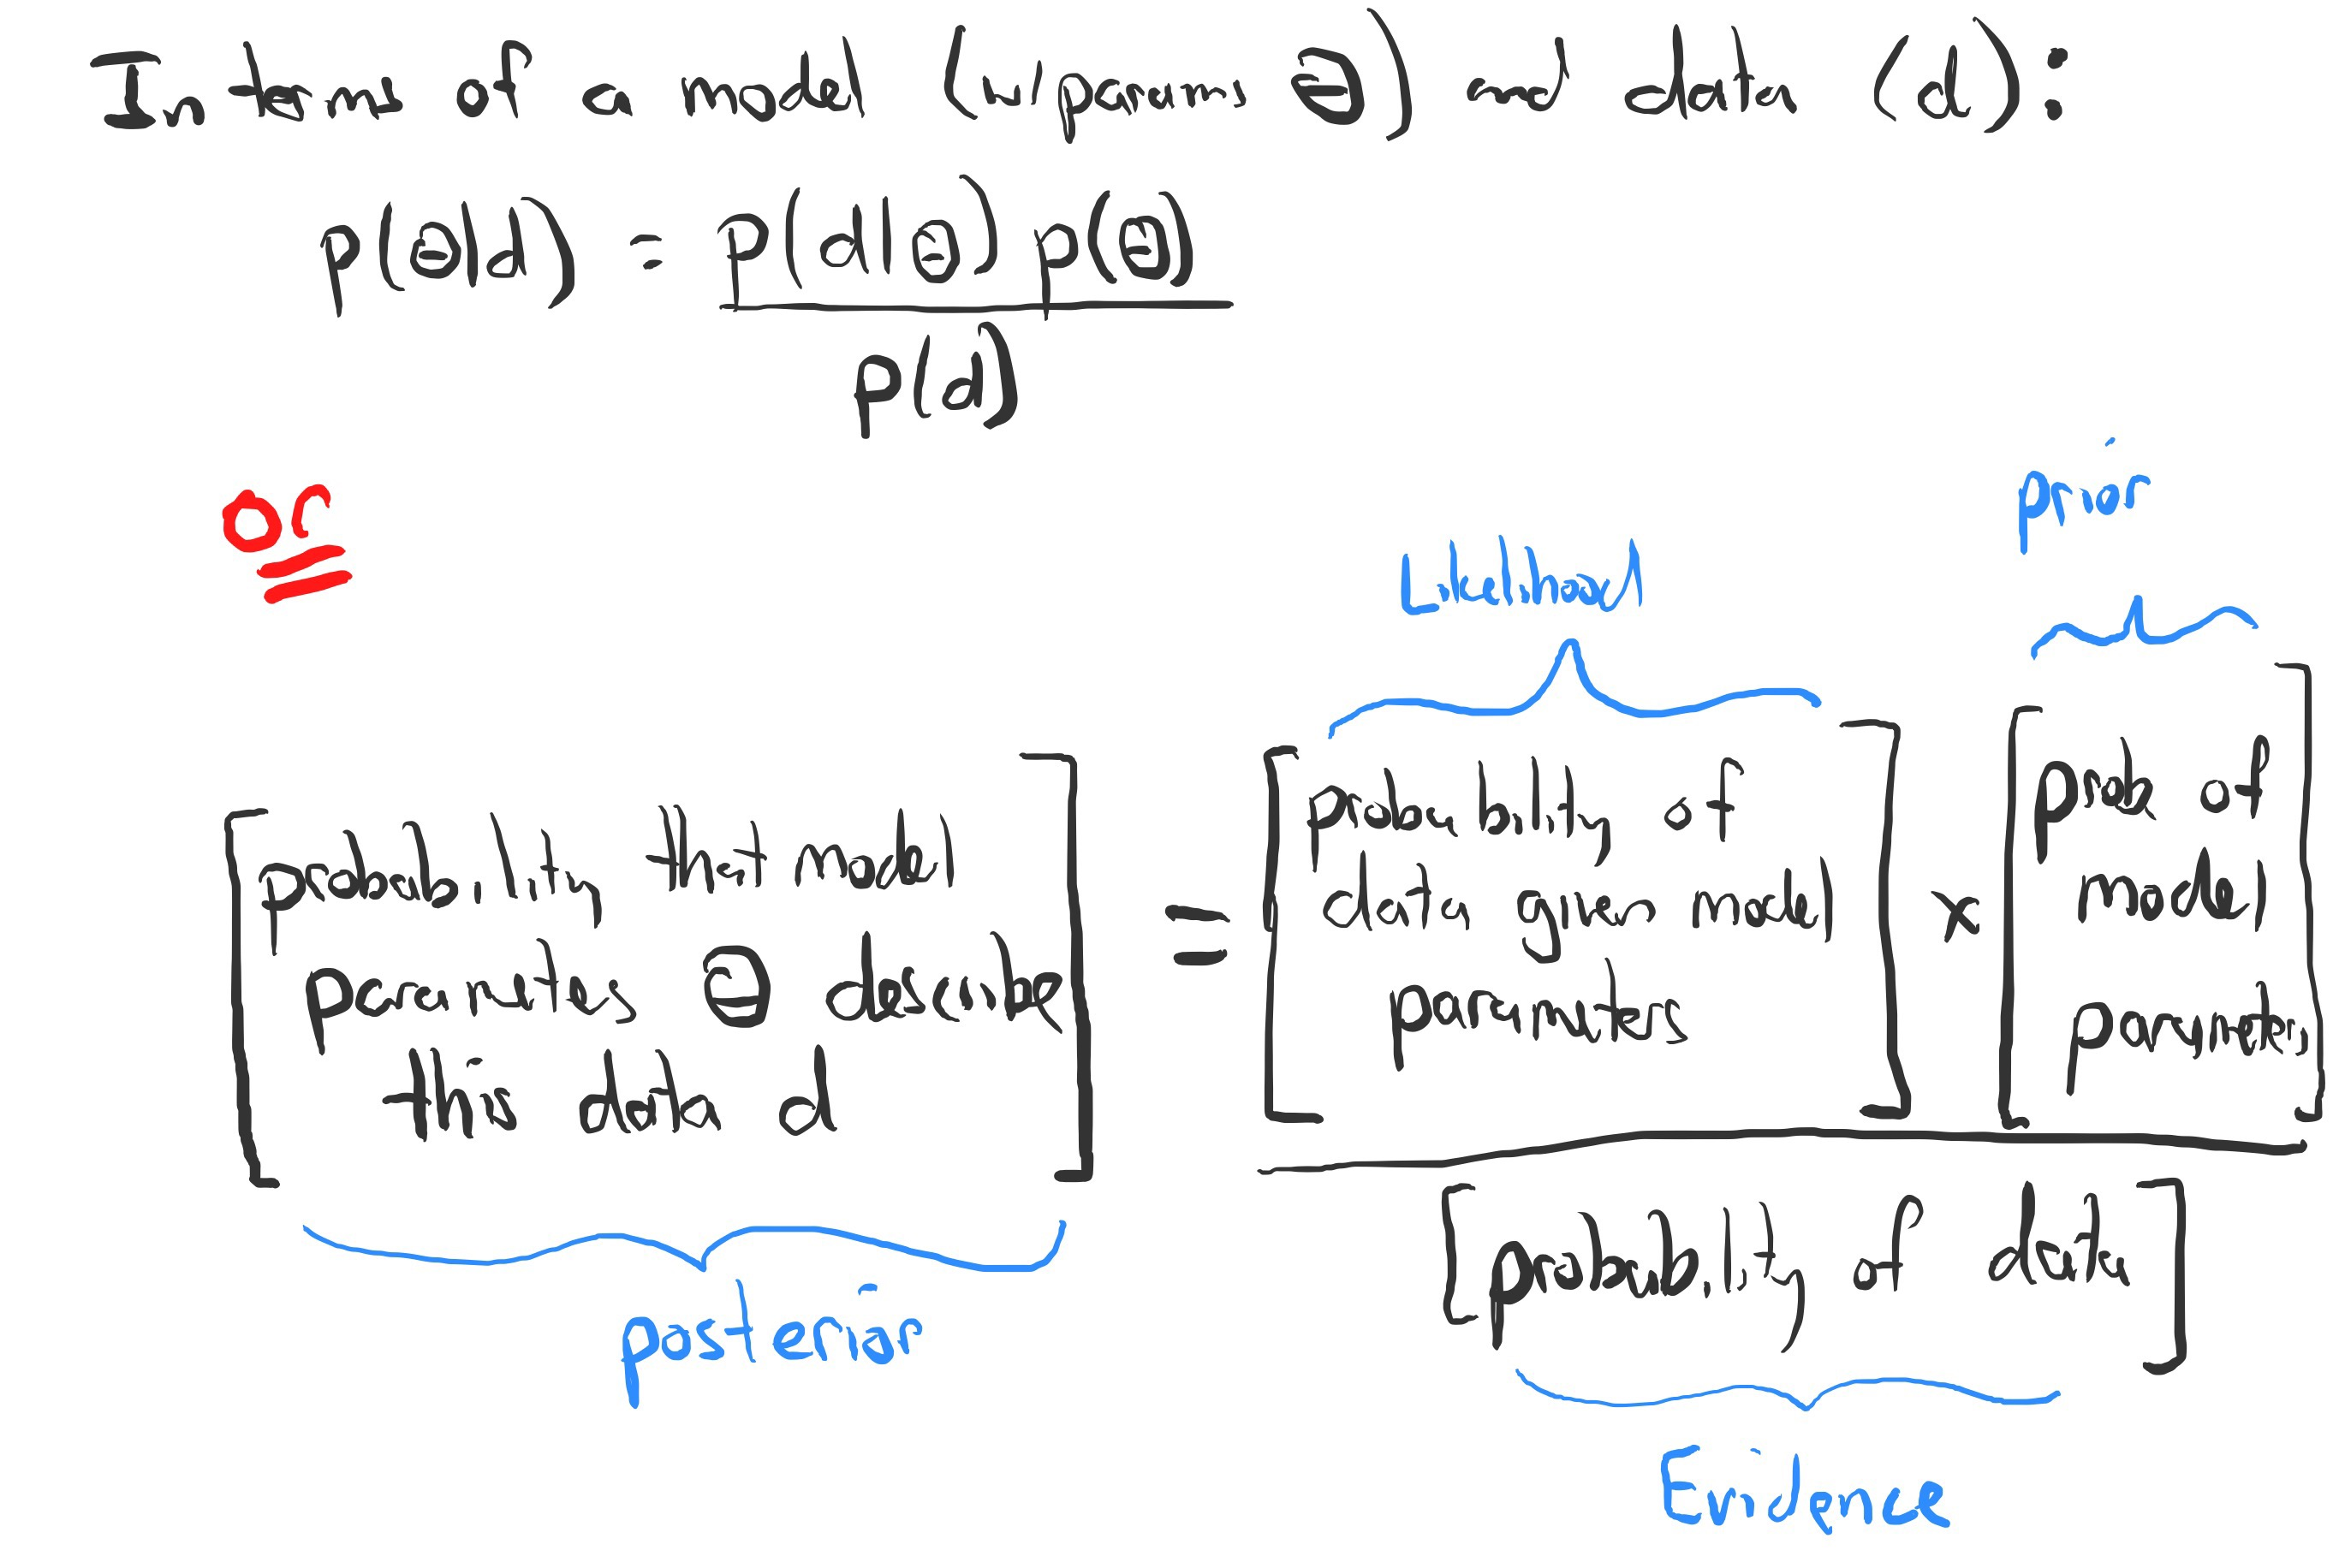 In terms of a model (w/ params Θ) and data (d):
p(Θ|d) = p(d|Θ) p(Θ)
p(d)
or
prior
Likelihood
[probability that model
parameters Θ describe
this data d]
=
[probability of
data given model
parameters]
×
[prob of
model
parameters]
[probability of data]
posterior
Evidence